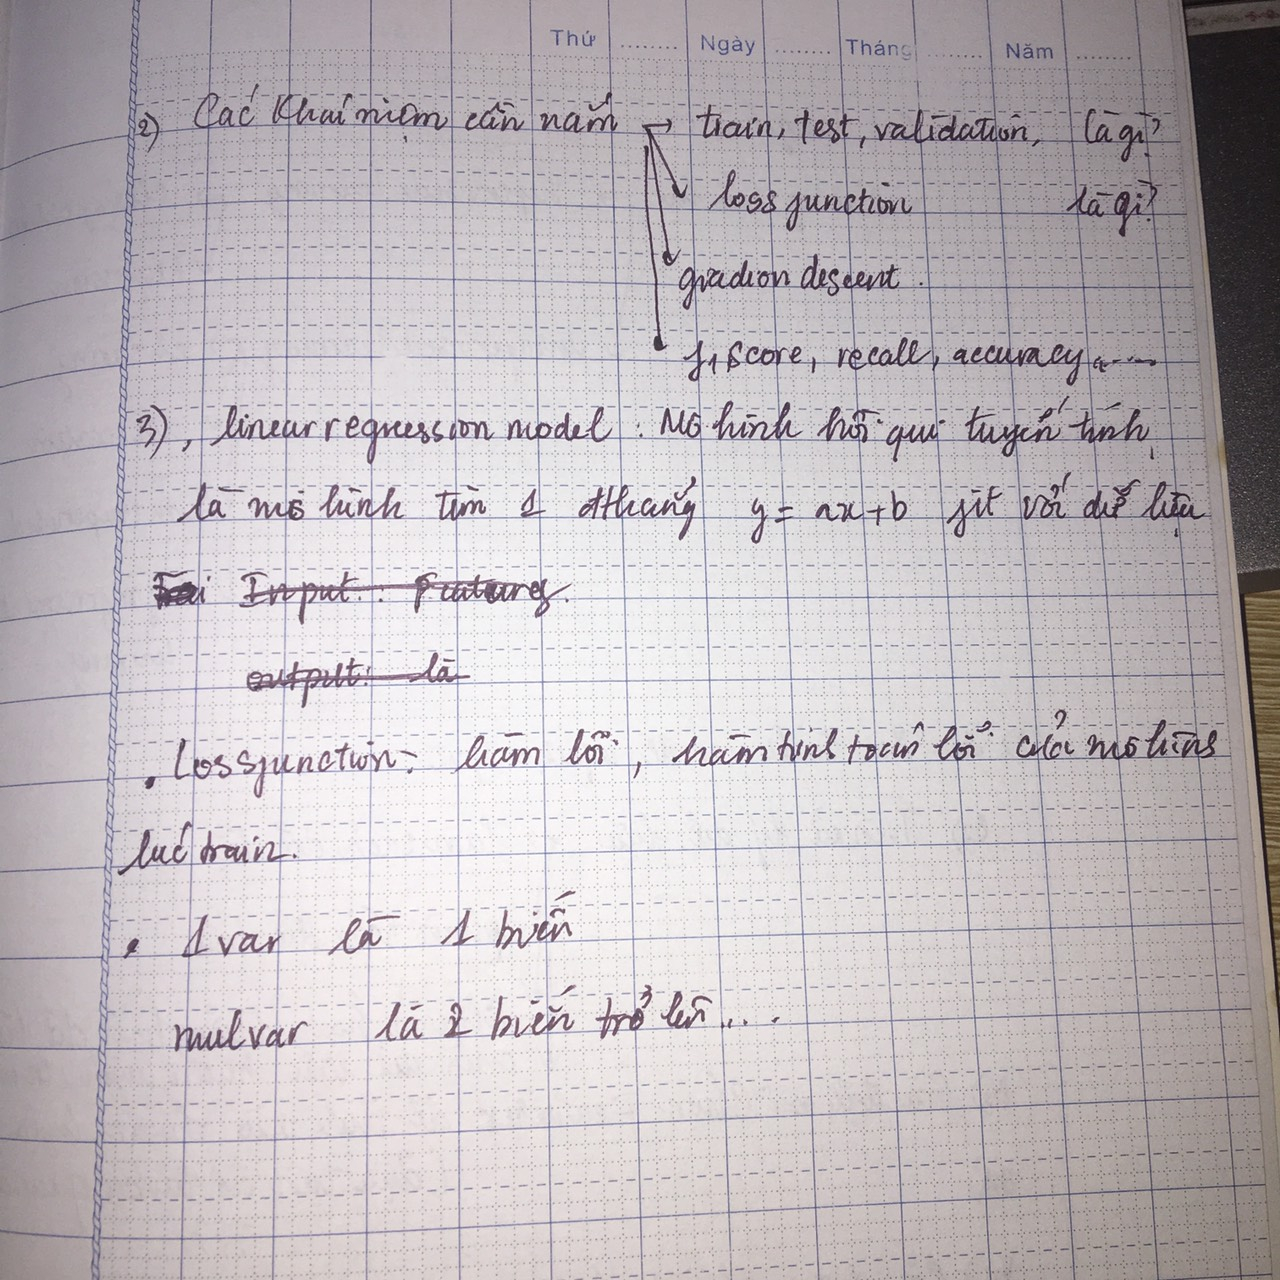 Thứ ........ Ngày ........ Tháng ........ Năm ........
2) Các khái niệm cần nắm → train, test, validation, là gì?
loss function là gì?
gradion descent.
f1 score, recall, accuracy, ....
3), linear regression model : Mô hình hồi qui tuyến tính,
là mô hình tìm 1 đthẳng y = ax+b fit với dữ liệu
Input: Features.
output: là
. Loss function: hàm lỗi, hàm tính toán lỗi của mô hình
lúc train.
. 1 var là 1 biến
mulvar là 2 biến trở lên ....